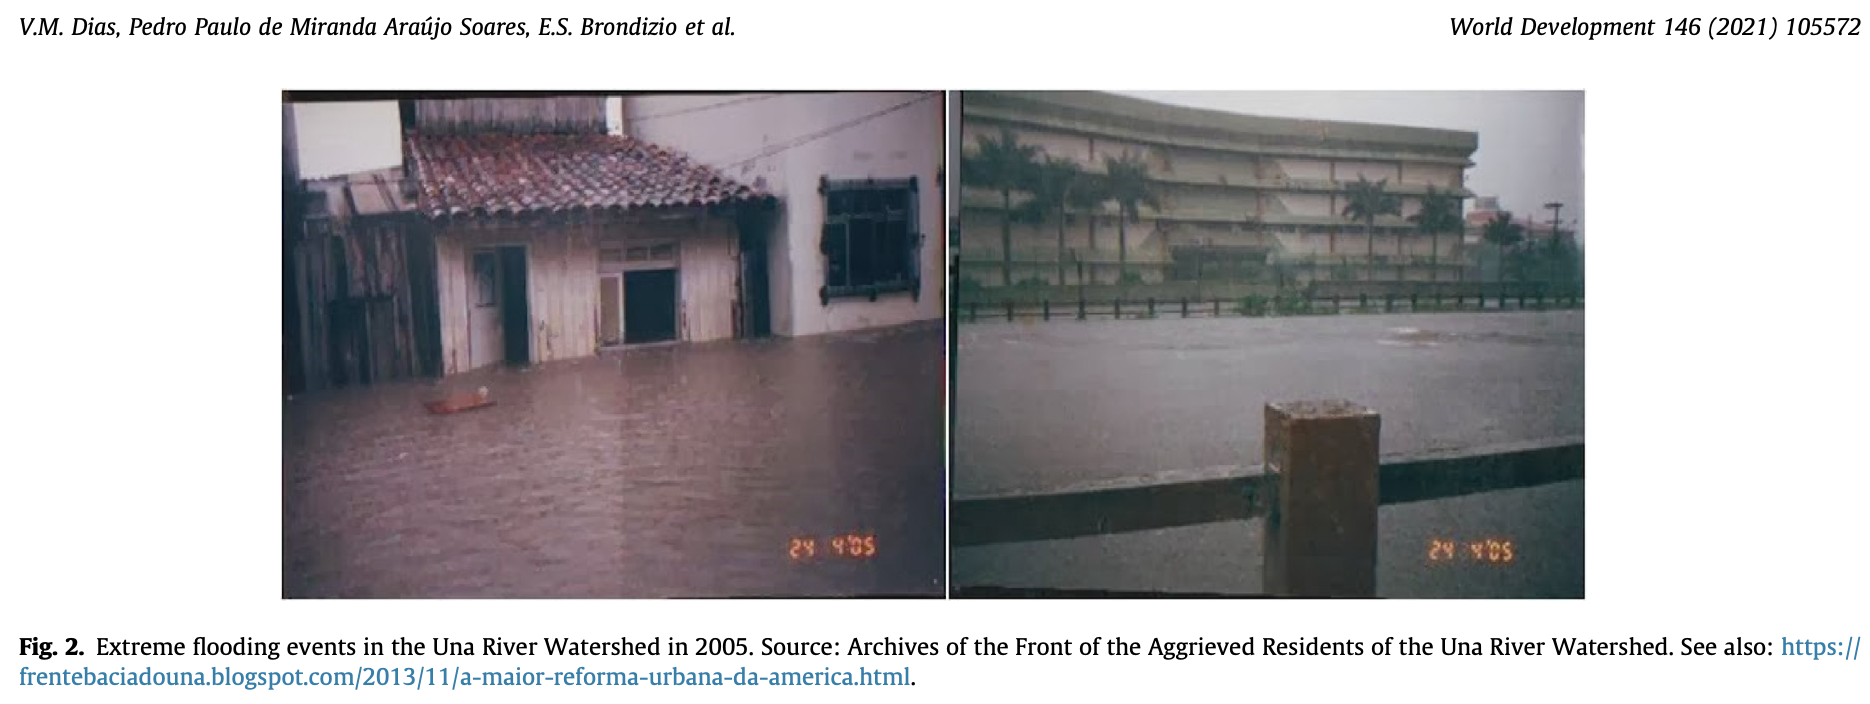 V.M. Dias, Pedro Paulo de Miranda Araújo Soares, E.S. Brondizio et al.
World Development 146 (2021) 105572
24 4'05
24 4'05
Fig. 2. Extreme flooding events in the Una River Watershed in 2005. Source: Archives of the Front of the Aggrieved Residents of the Una River Watershed. See also: https://
frentebaciadouna.blogspot.com/2013/11/a-maior-reforma-urbana-da-america.html.